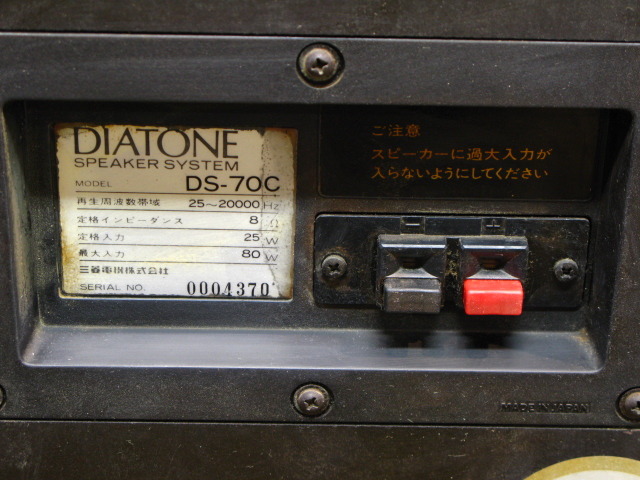 DIATONE
SPEAKER SYSTEM
MODEL DS-70C
再生周波数帯域 25~20000 Hz
定格インピーダンス 8 Ω
定格入力 25 W
最大入力 80 W
三菱電機株式会社
SERIAL NO. 0004370
ご注意
スピーカーに過大入力が
入らないようにしてください
− +
MADE IN JAPAN